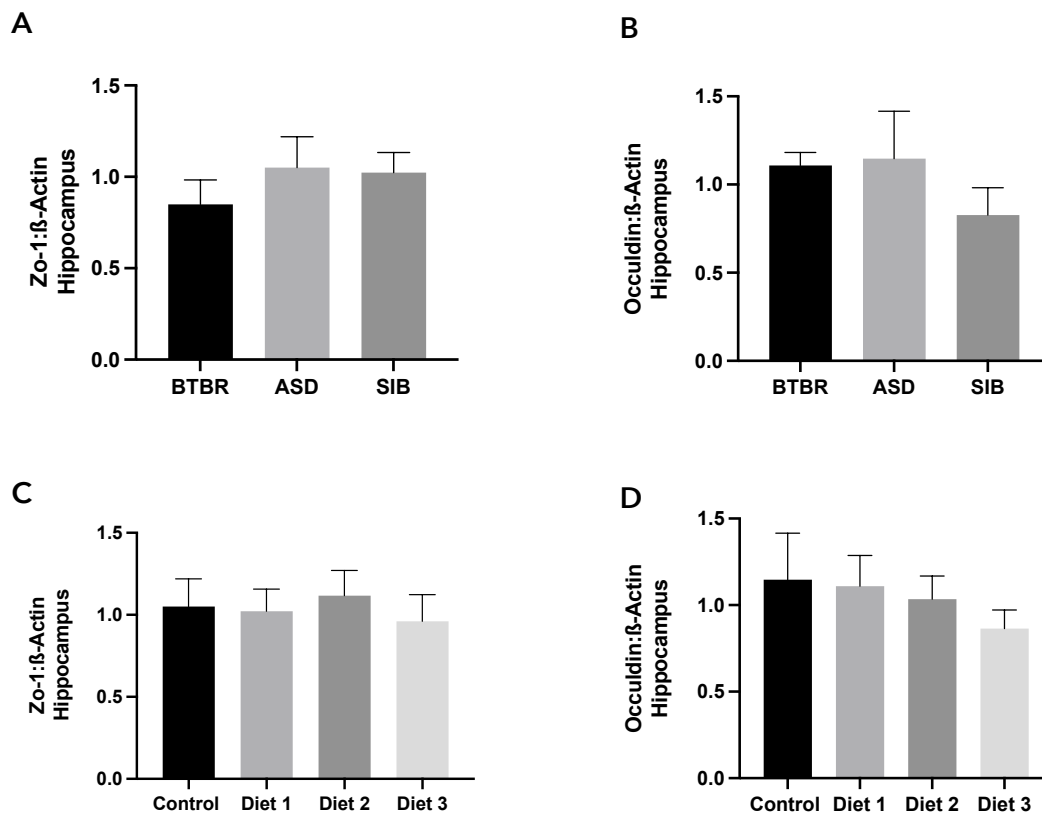 A
Zo-1:ß-Actin
Hippocampus
1.5
1.0
0.5
0.0
BTBR ASD SIB
B
Occuldin:ß-Actin
Hippocampus
1.5
1.0
0.5
0.0
BTBR ASD SIB
C
Zo-1:ß-Actin
Hippocampus
1.5
1.0
0.5
0.0
Control Diet 1 Diet 2 Diet 3
D
Occuldin:ß-Actin
Hippocampus
1.5
1.0
0.5
0.0
Control Diet 1 Diet 2 Diet 3